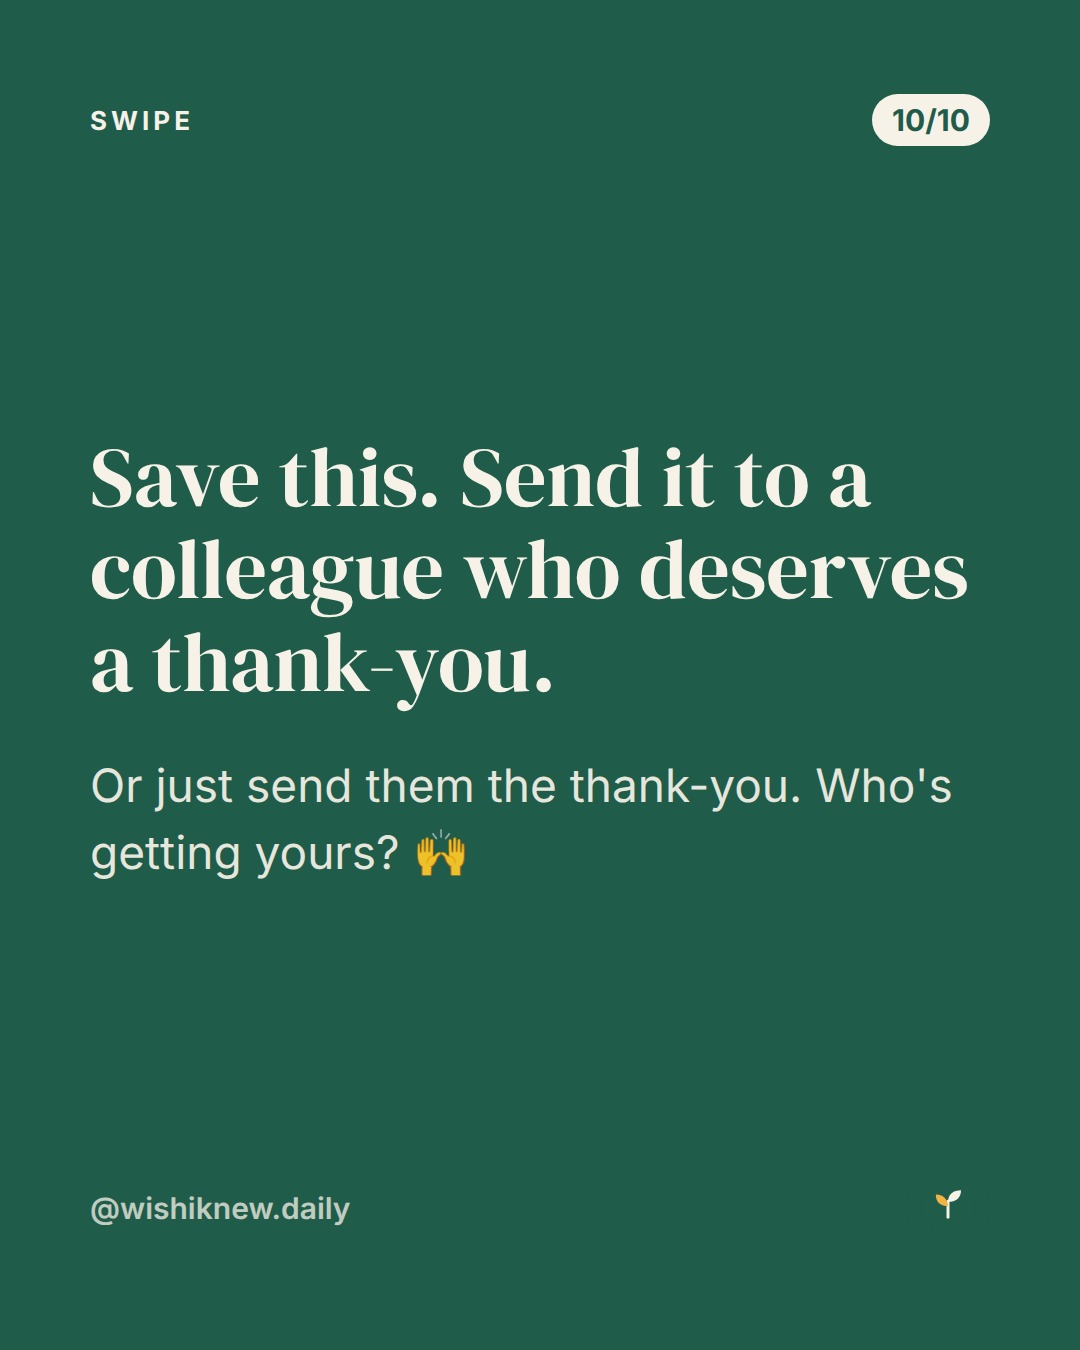 SWIPE
10/10
Save this. Send it to a
colleague who deserves
a thank-you.
Or just send them the thank-you. Who's
getting yours? 🙌
@wishiknew.daily